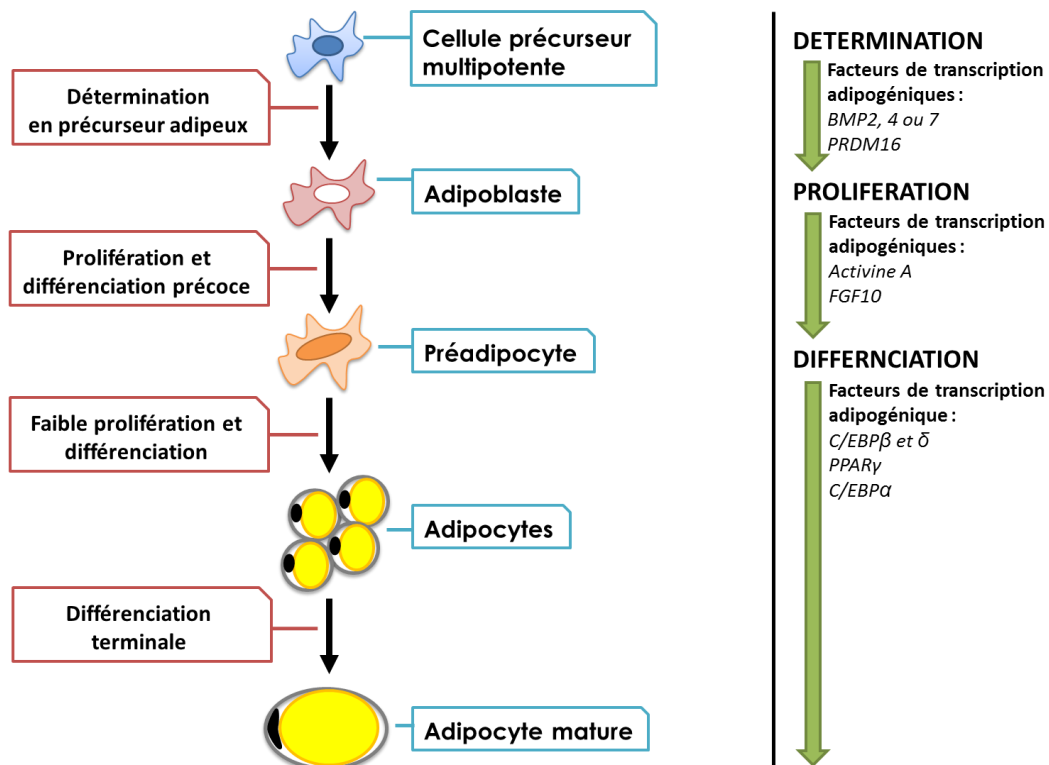 Cellule précurseur
multipotente
Détermination
en précurseur adipeux
Adipoblaste
Prolifération et
différenciation précoce
Préadipocyte
Faible prolifération et
différenciation
Adipocytes
Différenciation
terminale
Adipocyte mature
DETERMINATION
Facteurs de transcription
adipogéniques :
BMP2, 4 ou 7
PRDM16
PROLIFERATION
Facteurs de transcription
adipogéniques :
Activine A
FGF10
DIFFERNCIATION
Facteurs de transcription
adipogénique :
C/EBPβ et δ
PPARγ
C/EBPα